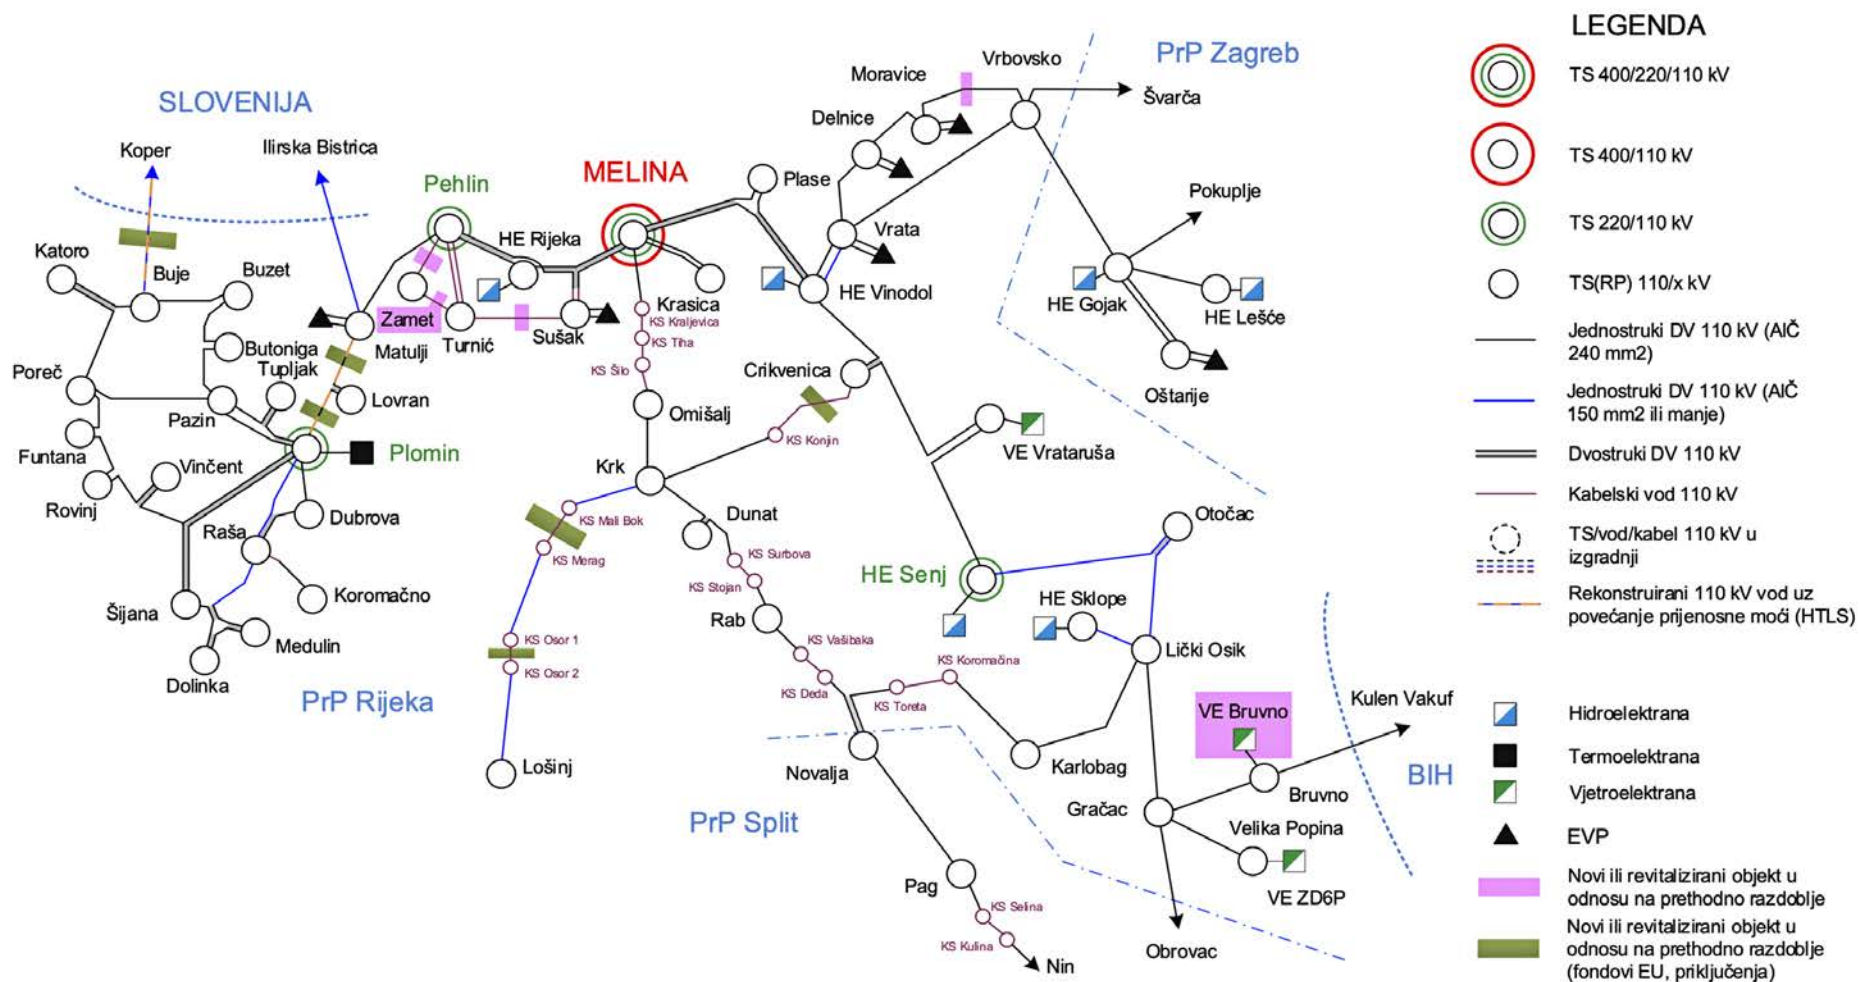 LEGENDA
PrP Zagreb
Vrbovsko
Moravice
TS 400/220/110 kV
SLOVENIJA
Švarča
Delnice
Koper
Ilirska Bistrica
TS 400/110 kV
MELINA
Plase
Pehlin
Pokuplje
HE Rijeka
Vrata
TS 220/110 kV
Katoro
Buje
Buzet
HE Vinodol
TS(RP) 110/x kV
Krasica
HE Gojak
HE Lešće
KS Kraljevica
Zamet
Turnić
Sušak
KS Tiha
Jednostruki DV 110 kV (AIČ
240 mm2)
Butoniga
Matulji
Tupljak
Poreč
KS Šilo
Crikvenica
Oštarije
Lovran
Jednostruki DV 110 kV (AIČ
150 mm2 ili manje)
Omišalj
Pazin
KS Konjin
VE Vrataruša
Plomin
Dvostruki DV 110 kV
Funtana
Vinčent
Krk
Kabelski vod 110 kV
Rovinj
Dubrova
KS Mali Bok
Dunat
Otočac
Raša
TS/vod/kabel 110 kV u
izgradnji
KS Merag
KS Surbova
KS Stojan
HE Senj
Koromačno
HE Sklope
Rekonstruirani 110 kV vod uz
povećanje prijenosne moći (HTLS)
Šijana
Rab
KS Osor 1
KS Vašibaka
Medulin
Lički Osik
KS Koromačina
KS Osor 2
Dolinka
KS Deda
PrP Rijeka
KS Toreta
Kulen Vakuf
VE Bruvno
Hidroelektrana
Lošinj
Novalja
Karlobag
BIH
Termoelektrana
Bruvno
Vjetroelektrana
Gračac
PrP Split
Velika Popina
EVP
Pag
VE ZD6P
Novi ili revitalizirani objekt u
odnosu na prethodno razdoblje
KS Selina
KS Kulina
Obrovac
Nin
Novi ili revitalizirani objekt u
odnosu na prethodno razdoblje
(fondovi EU, priključenja)